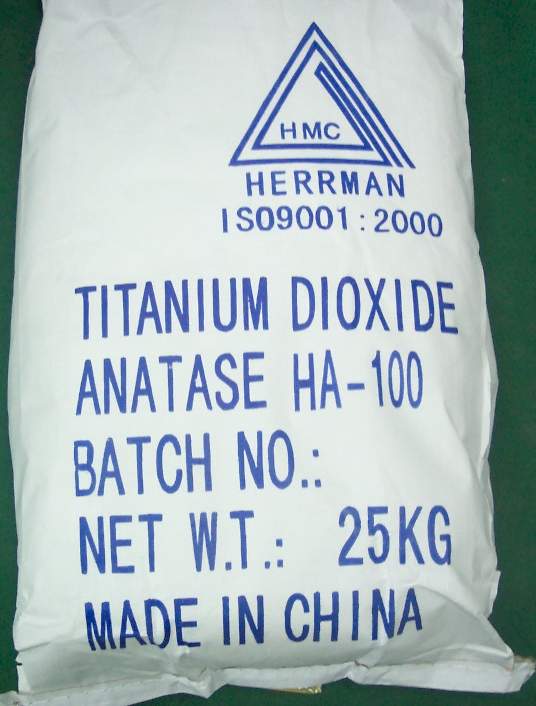 HMC
HERRMAN
ISO9001:2000
TITANIUM DIOXIDE
ANATASE HA-100
BATCH NO.:
NET W.T.: 25KG
MADE IN CHINA